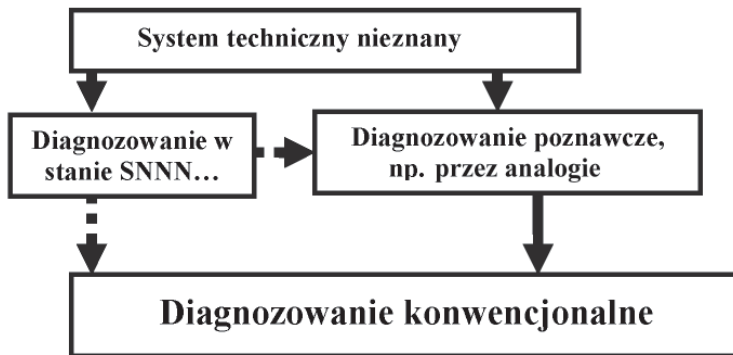 System techniczny nieznany
Diagnozowanie w
stanie SNNN...
Diagnozowanie poznawcze,
np. przez analogie
Diagnozowanie konwencjonalne